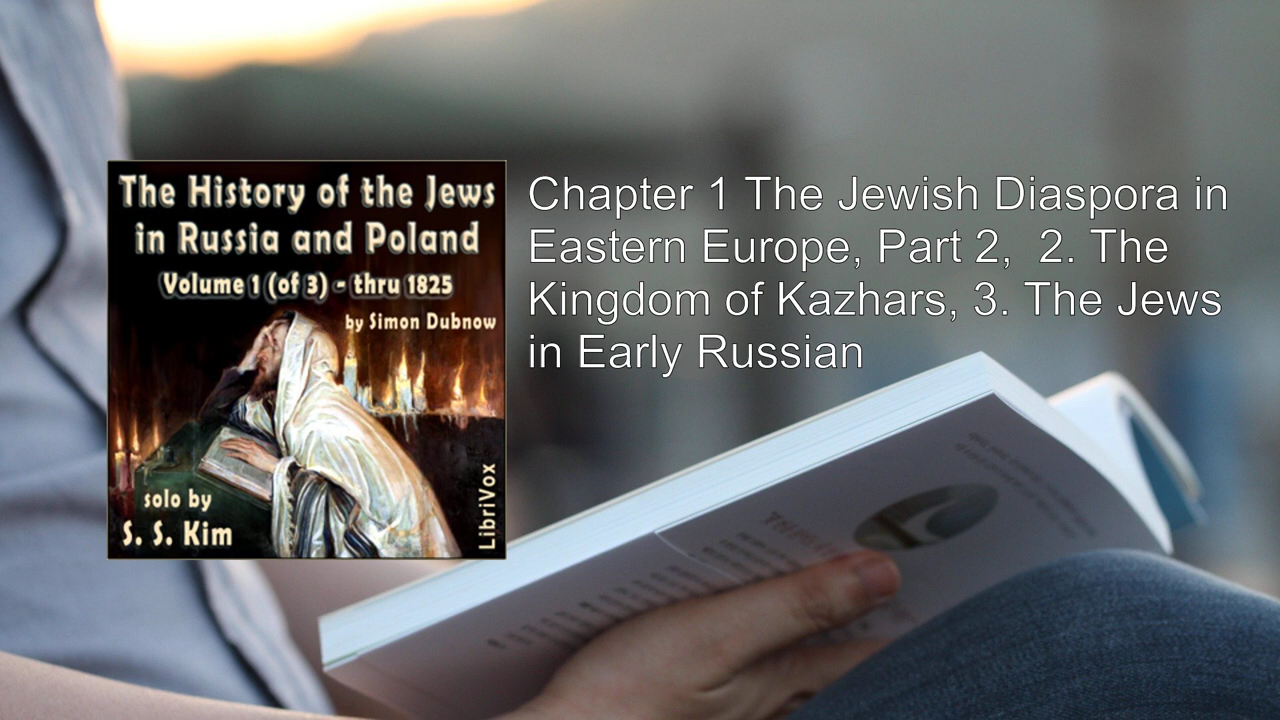 The History of the Jews
in Russia and Poland
Volume 1 (of 3) - thru 1825
by Simon Dubnow
solo by
S. S. Kim
LibriVox
Chapter 1 The Jewish Diaspora in
Eastern Europe, Part 2,  2. The
Kingdom of Kazhars, 3. The Jews
in Early Russian